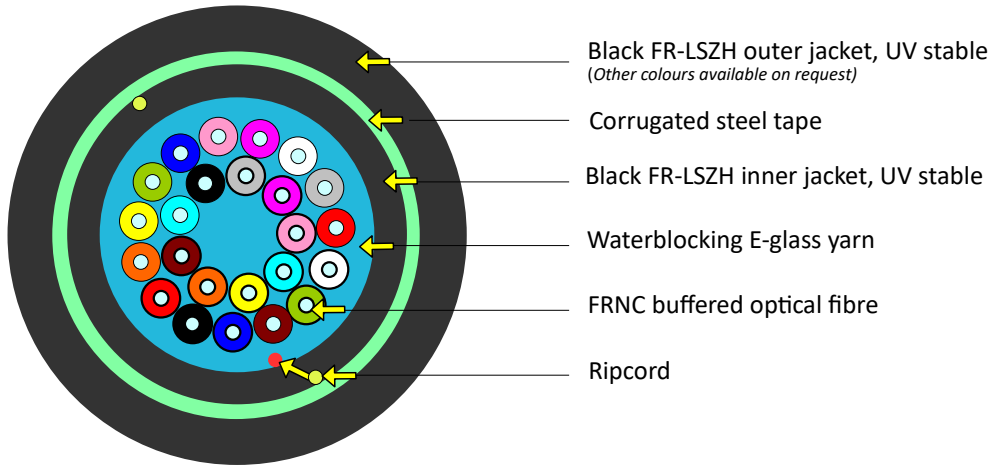 Black FR-LSZH outer jacket, UV stable
(Other colours available on request)
Corrugated steel tape
Black FR-LSZH inner jacket, UV stable
Waterblocking E-glass yarn
FRNC buffered optical fibre
Ripcord